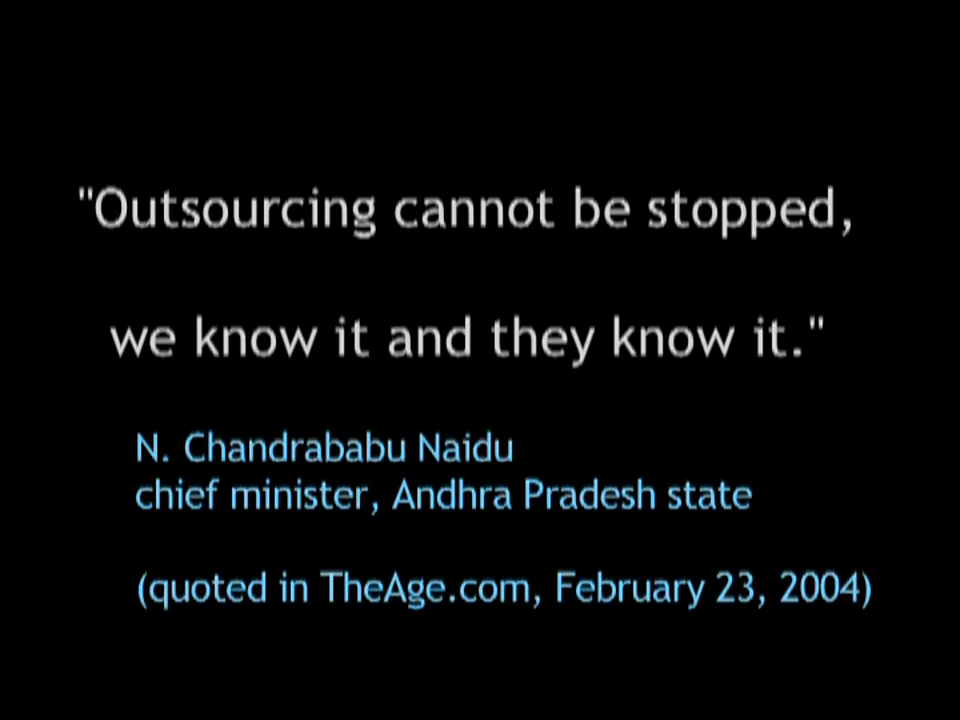 "Outsourcing cannot be stopped,
we know it and they know it."
N. Chandrababu Naidu
chief minister, Andhra Pradesh state
(quoted in TheAge.com, February 23, 2004)